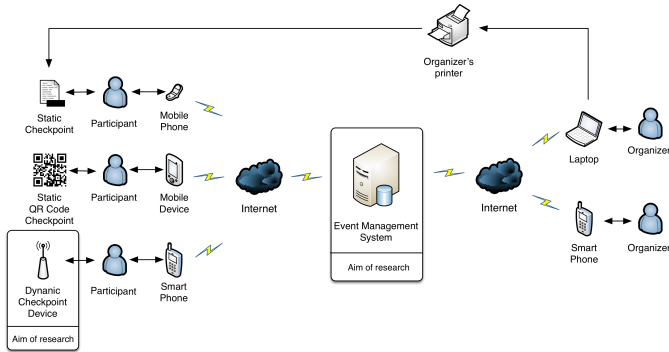 Organizer's
printer
Static
Checkpoint
Participant
Mobile
Phone
Static
QR Code
Checkpoint
Participant
Mobile
Device
Internet
Event Management
System
Aim of research
Internet
Laptop
Organizer
Smart
Phone
Organizer
Dynanic
Checkpoint
Device
Aim of research
Participant
Smart
Phone